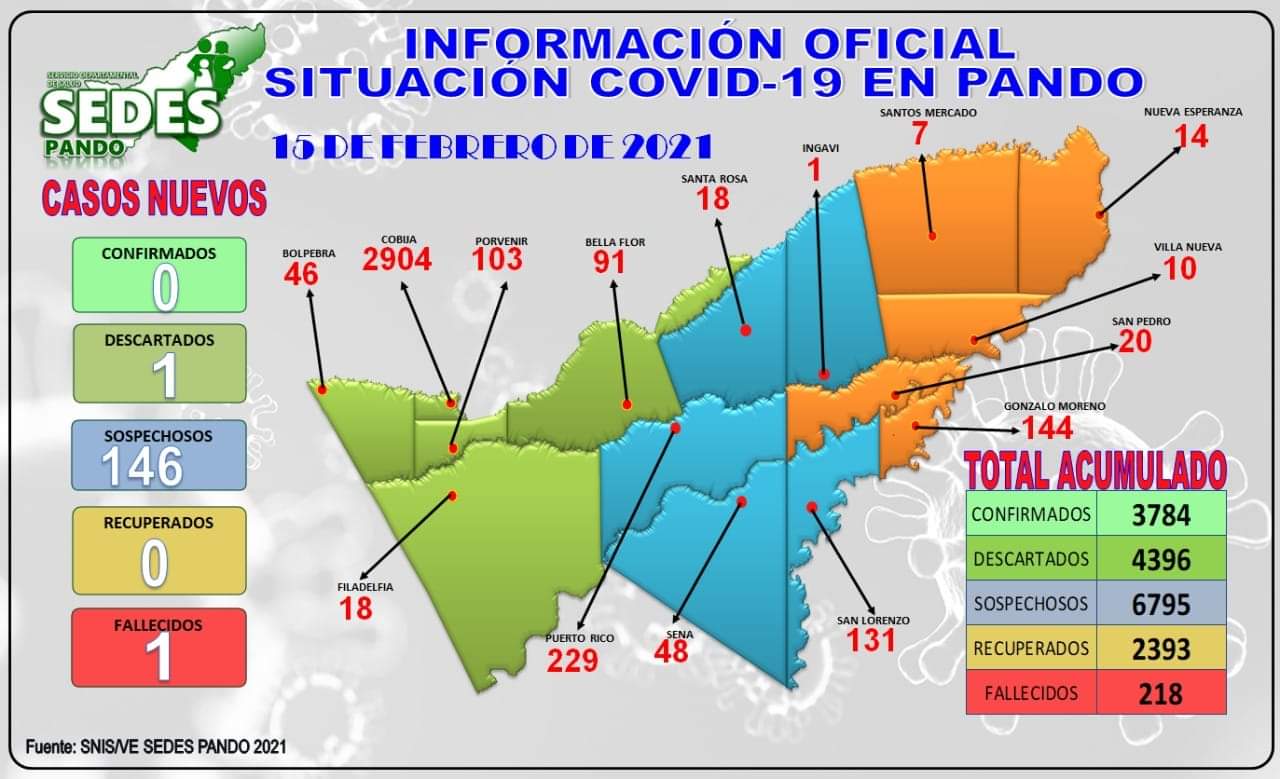 SERVICIO DEPARTAMENTAL
DE SALUD
SEDES
PANDO
INFORMACIÓN OFICIAL
SITUACIÓN COVID-19 EN PANDO
15 DE FEBRERO DE 2021
CASOS NUEVOS
CONFIRMADOS
0
DESCARTADOS
1
SOSPECHOSOS
146
RECUPERADOS
0
FALLECIDOS
1
BOLPEBRA
46
COBIJA
2904
PORVENIR
103
BELLA FLOR
91
SANTA ROSA
18
INGAVI
1
SANTOS MERCADO
7
NUEVA ESPERANZA
14
VILLA NUEVA
10
SAN PEDRO
20
GONZALO MORENO
144
FILADELFIA
18
PUERTO RICO
229
SENA
48
SAN LORENZO
131
TOTAL ACUMULADO
CONFIRMADOS 3784
DESCARTADOS 4396
SOSPECHOSOS 6795
RECUPERADOS 2393
FALLECIDOS 218
Fuente: SNIS/VE SEDES PANDO 2021